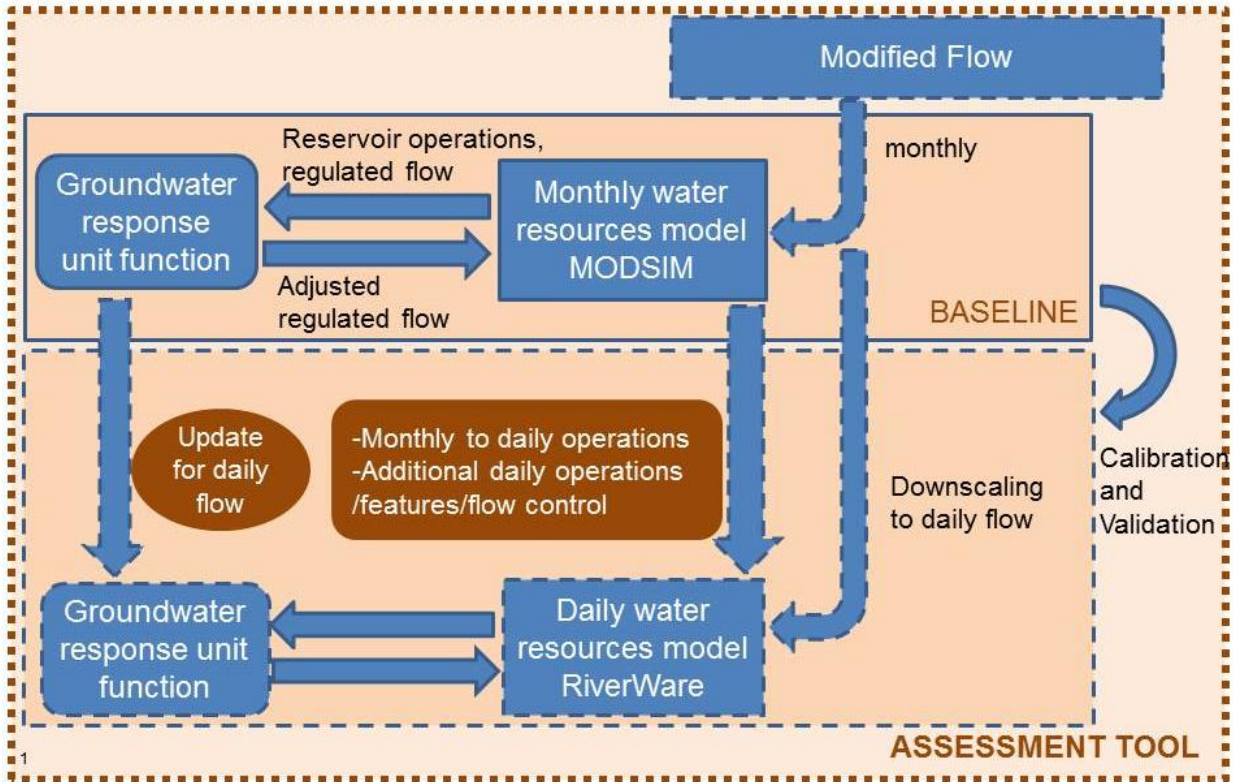 Modified Flow
monthly
Reservoir operations,
regulated flow
Groundwater
response
unit function
Monthly water
resources model
MODSIM
Adjusted
regulated flow
BASELINE
Update
for daily
flow
-Monthly to daily operations
-Additional daily operations
/features/flow control
Downscaling
to daily flow
Calibration
and
Validation
Groundwater
response unit
function
Daily water
resources model
RiverWare
ASSESSMENT TOOL
1